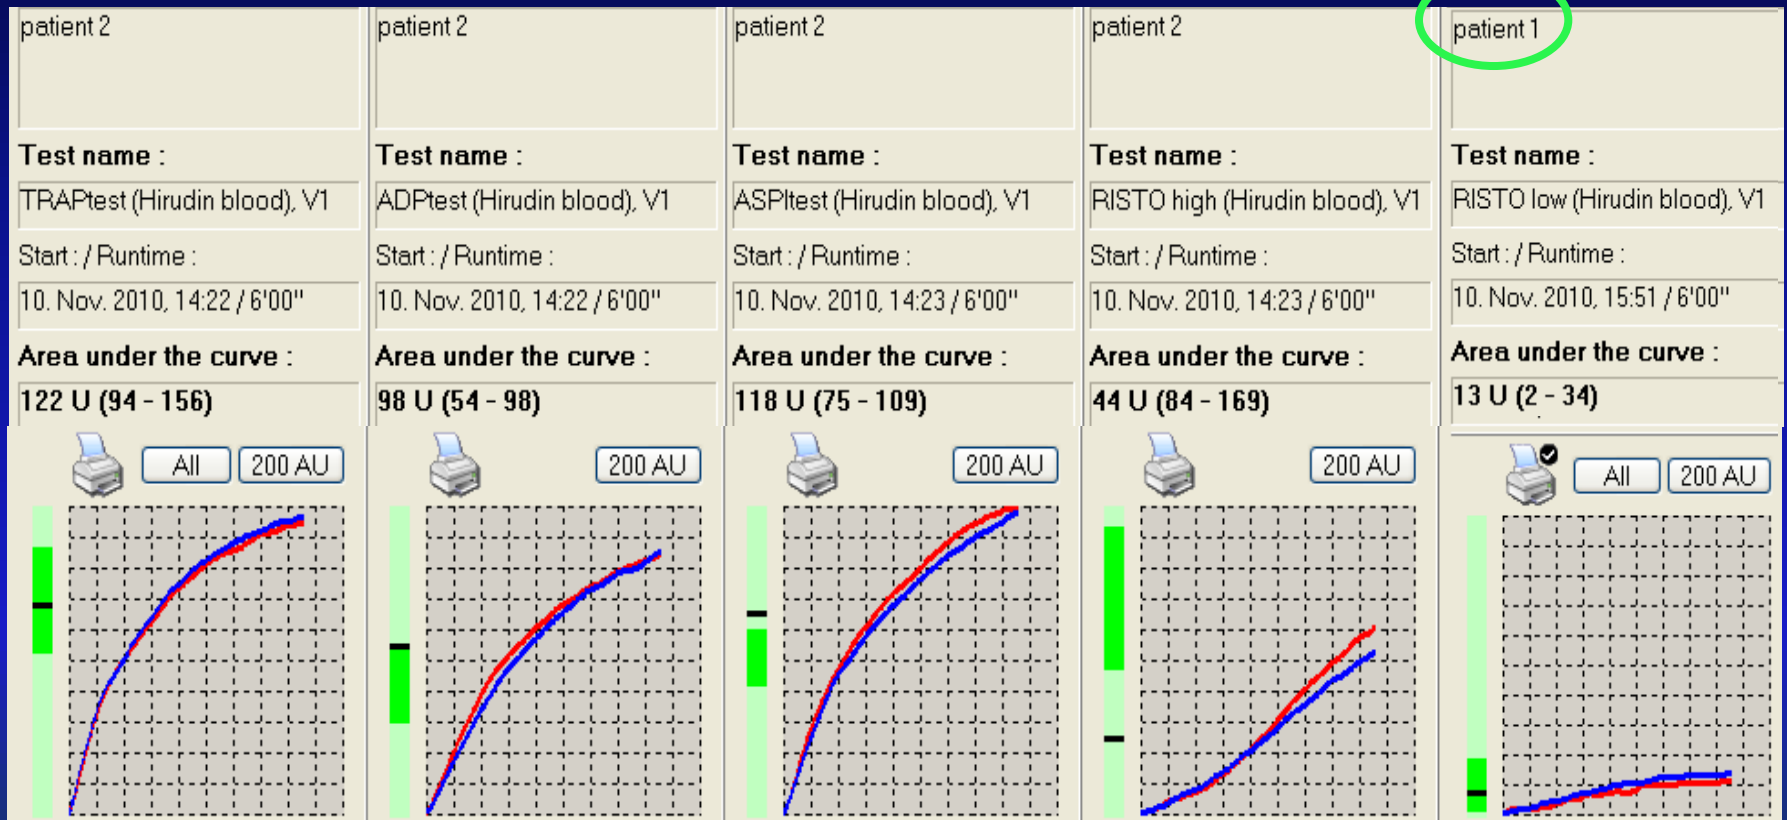 patient 2
Test name :
TRAPtest (Hirudin blood), V1
Start : / Runtime :
10. Nov. 2010, 14:22 / 6'00"
Area under the curve :
122 U (94 - 156)
All
200 AU
patient 2
Test name :
ADPtest (Hirudin blood), V1
Start : / Runtime :
10. Nov. 2010, 14:22 / 6'00"
Area under the curve :
98 U (54 - 98)
200 AU
patient 2
Test name :
ASPItest (Hirudin blood), V1
Start : / Runtime :
10. Nov. 2010, 14:23 / 6'00"
Area under the curve :
118 U (75 - 109)
200 AU
patient 2
Test name :
RISTO high (Hirudin blood), V1
Start : / Runtime :
10. Nov. 2010, 14:23 / 6'00"
Area under the curve :
44 U (84 - 169)
200 AU
patient 1
Test name :
RISTO low (Hirudin blood), V1
Start : / Runtime :
10. Nov. 2010, 15:51 / 6'00"
Area under the curve :
13 U (2 - 34)
All
200 AU